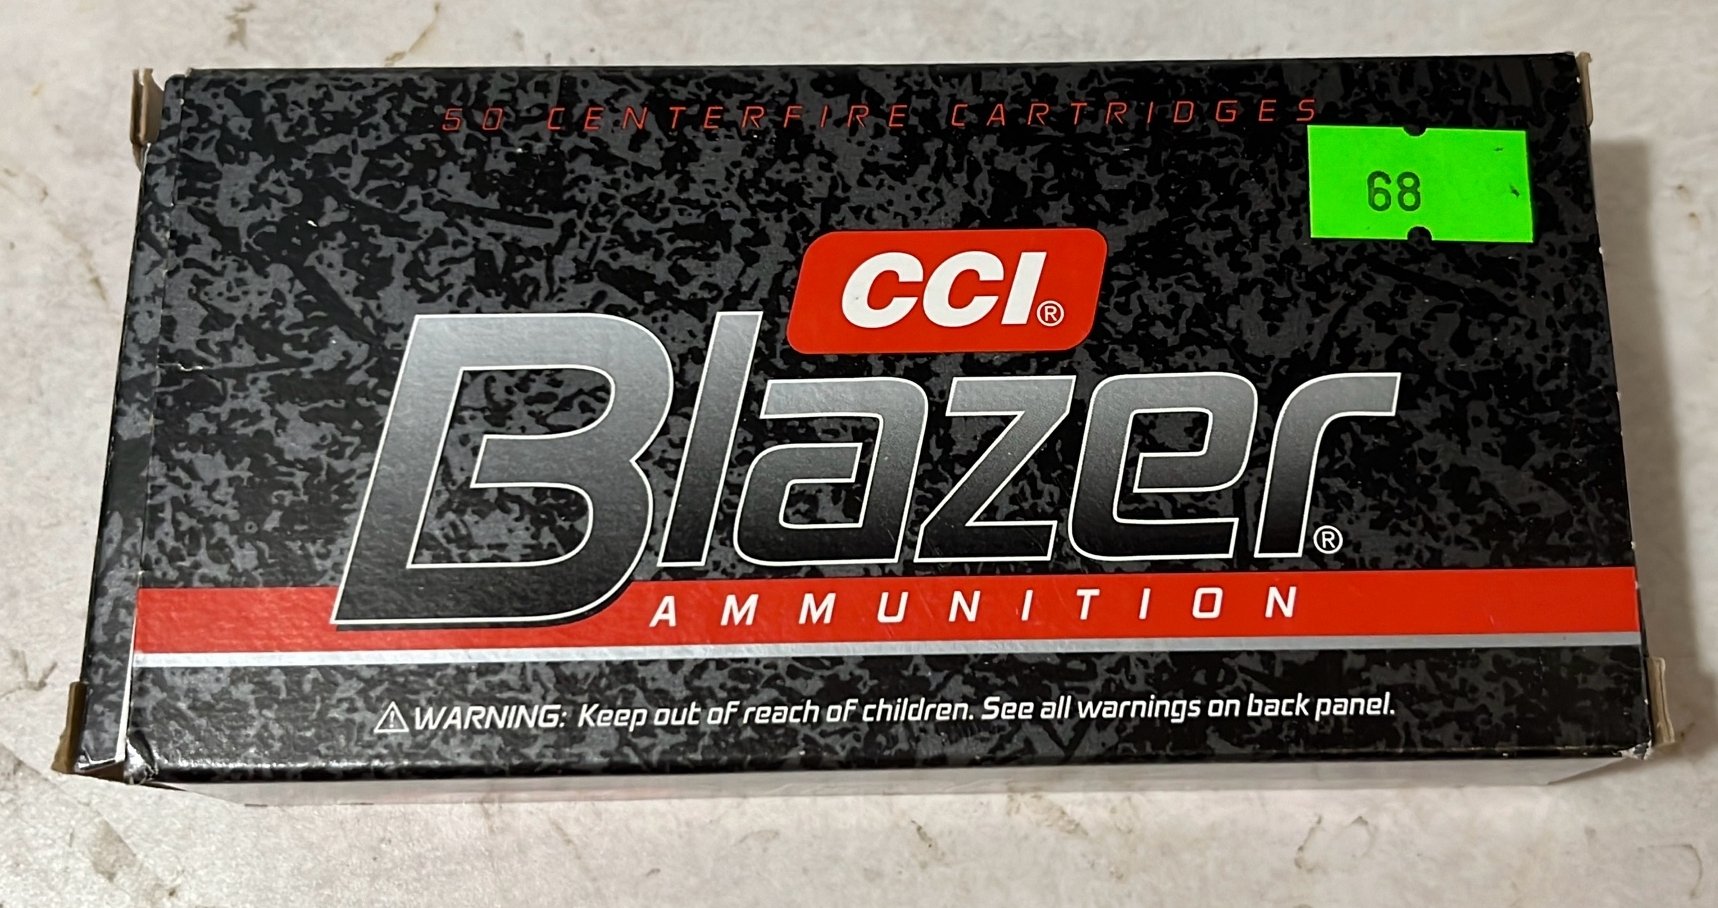 50 CENTERFIRE CARTRIDGES
68
CCI®
Blazer®
AMMUNITION
⚠WARNING: Keep out of reach of children. See all warnings on back panel.